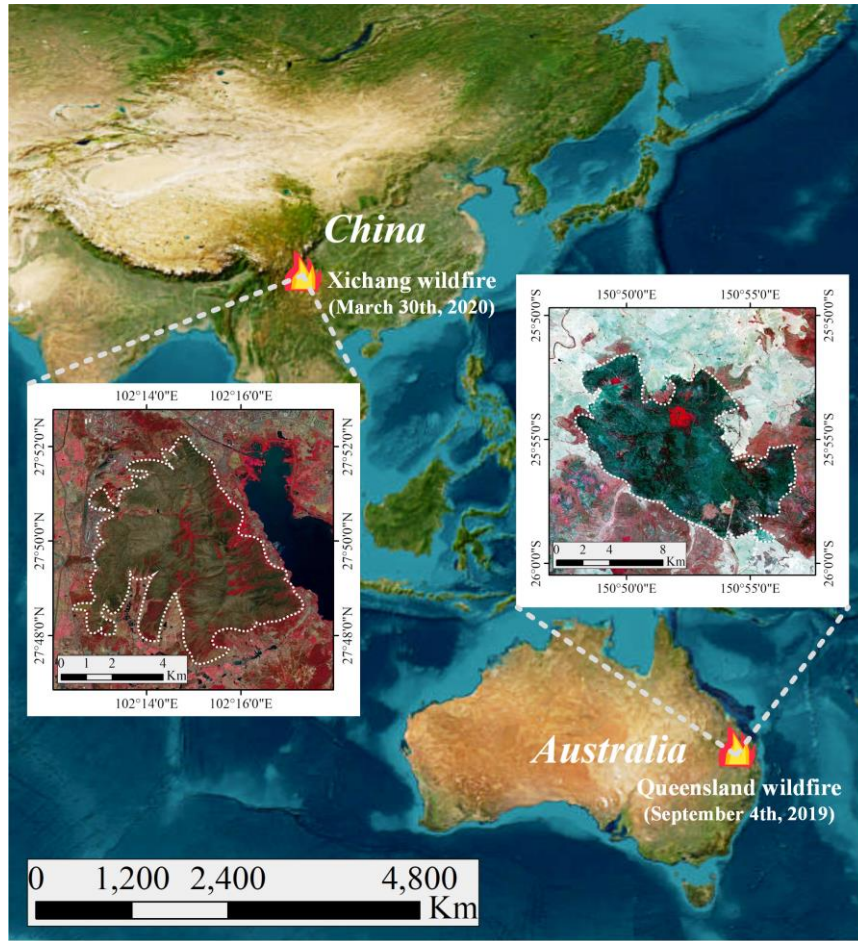 China
Xichang wildfire
(March 30th, 2020)
150°50'0"E 150°55'0"E
25°50'0"S 25°50'0"S
25°55'0"S 25°55'0"S
26°0'0"S 26°0'0"S
0 2 4 8
Km
150°50'0"E 150°55'0"E
102°14'0"E 102°16'0"E
27°52'0"N 27°52'0"N
27°50'0"N 27°50'0"N
27°48'0"N 27°48'0"N
0 1 2 4
Km
102°14'0"E 102°16'0"E
Australia
Queensland wildfire
(September 4th, 2019)
0 1,200 2,400 4,800
Km